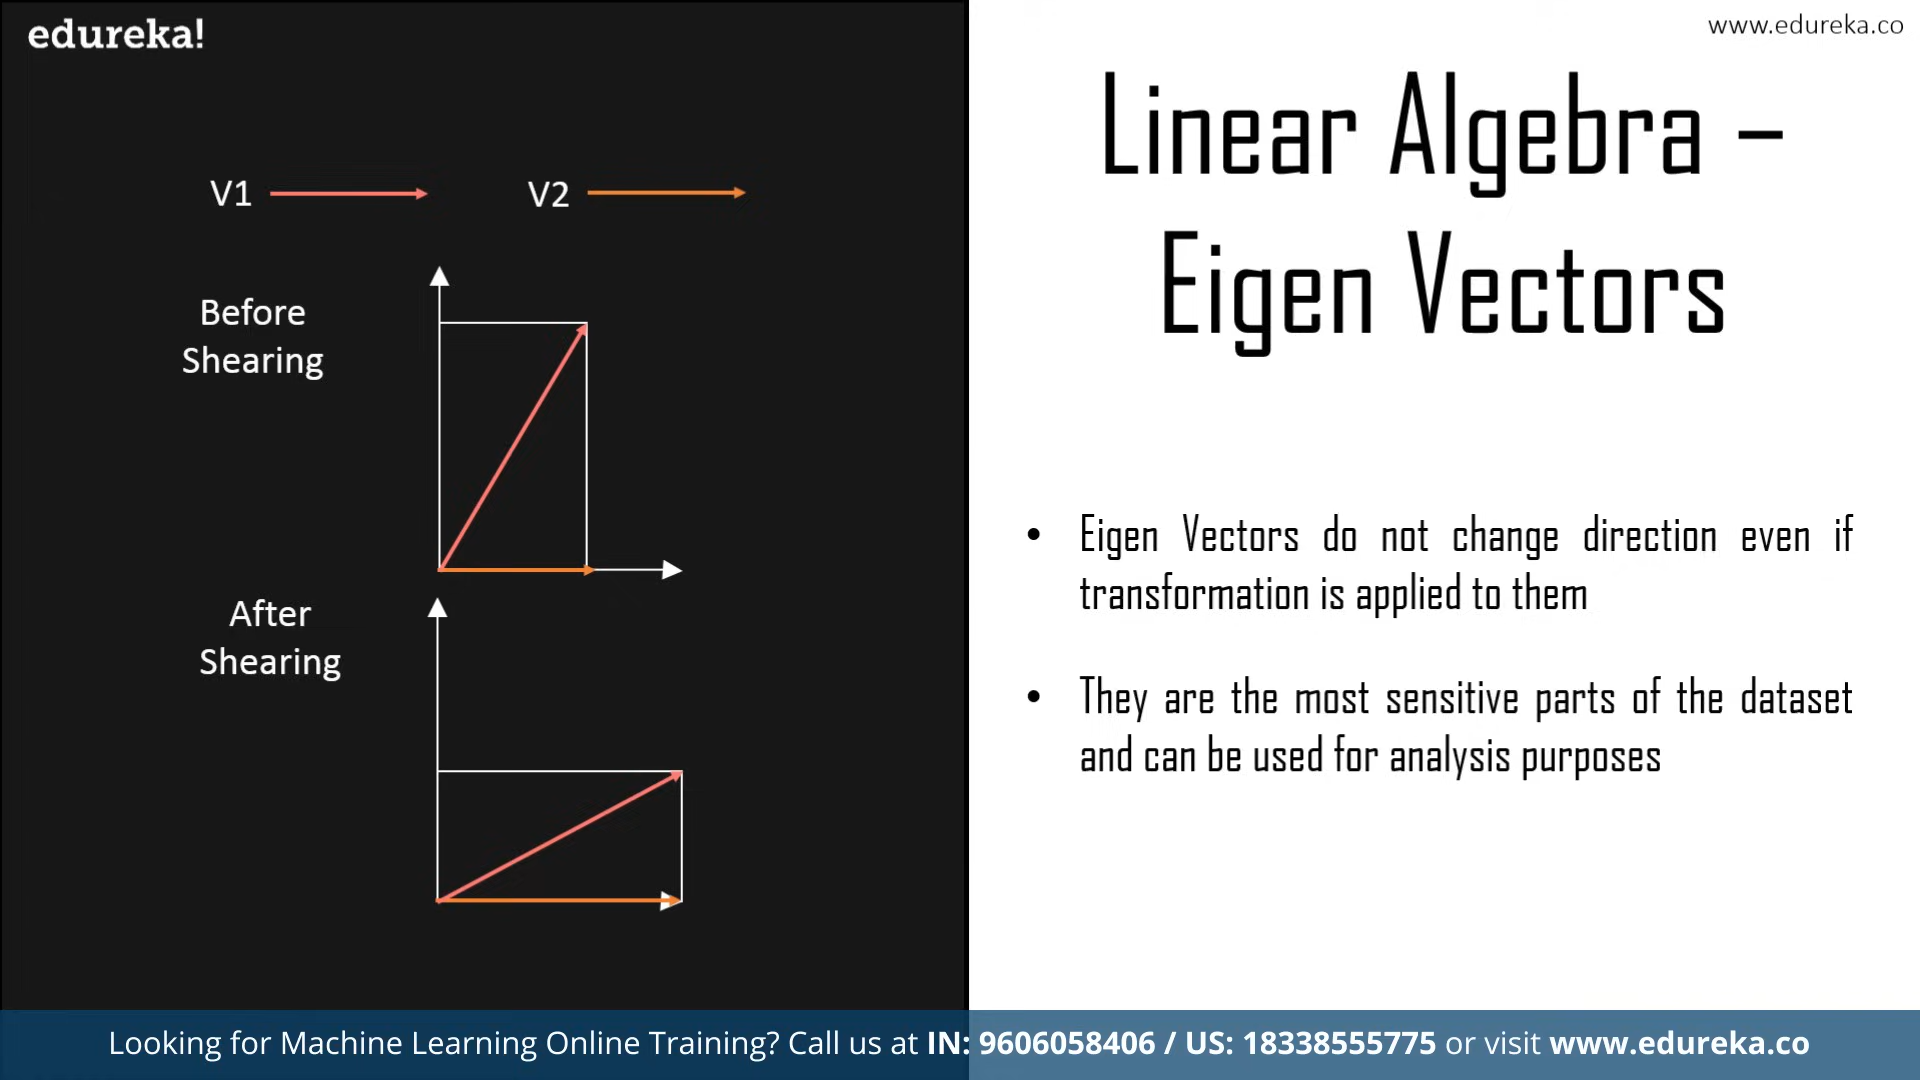 edureka!
www.edureka.co
V1
V2
Before
Shearing
After
Shearing
Linear Algebra –
Eigen Vectors
• Eigen Vectors do not change direction even if
transformation is applied to them
• They are the most sensitive parts of the dataset
and can be used for analysis purposes
Looking for Machine Learning Online Training? Call us at IN: 9606058406 / US: 18338555775 or visit www.edureka.co